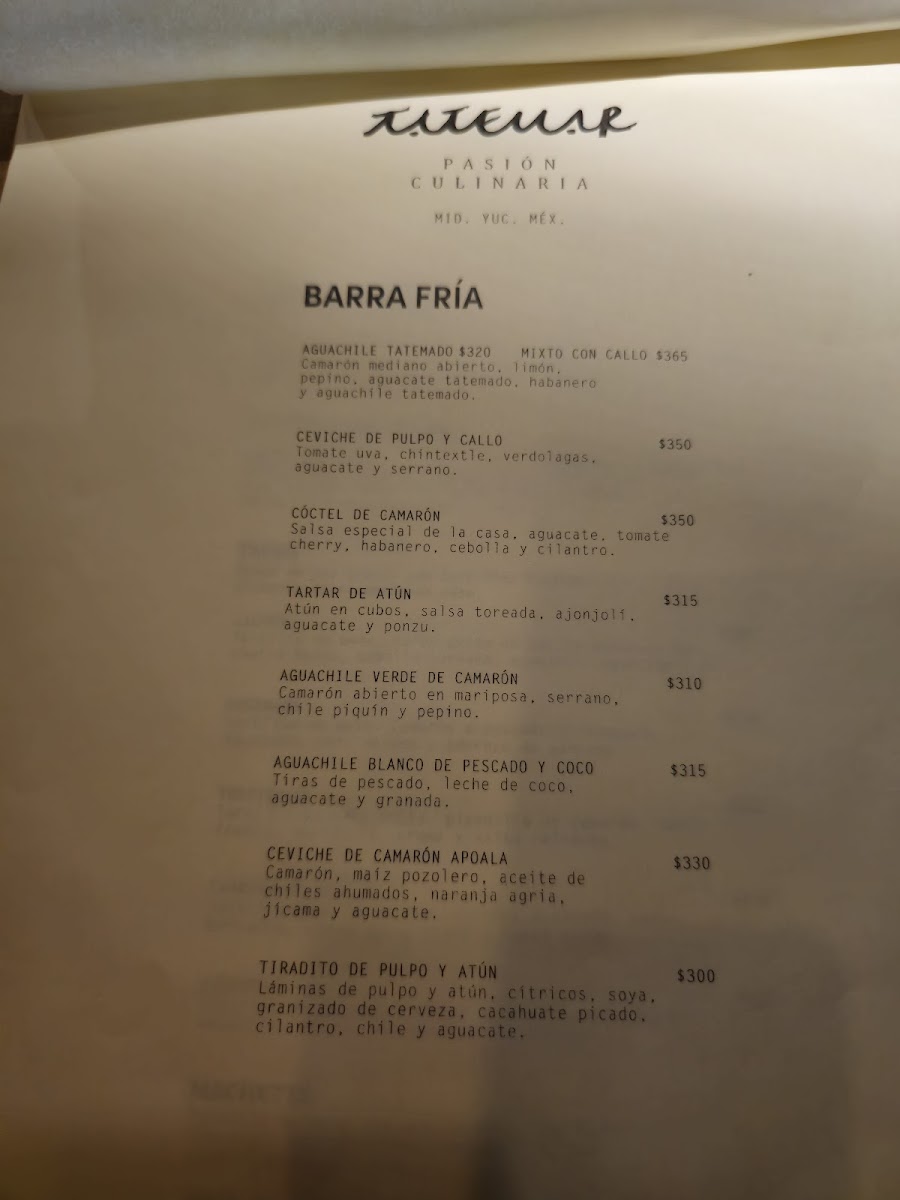 TATEMAR
PASIÓN
CULINARIA
MID. YUC. MÉX.
BARRA FRÍA
AGUACHILE TATEMADO $320 MIXTO CON CALLO $365
Camarón mediano abierto, limón,
pepino, aguacate tatemado, habanero
y aguachile tatemado.
CEVICHE DE PULPO Y CALLO $350
Tomate uva, chintextle, verdolagas,
aguacate y serrano.
CÓCTEL DE CAMARÓN $350
Salsa especial de la casa, aguacate, tomate
cherry, habanero, cebolla y cilantro.
TARTAR DE ATÚN $315
Atún en cubos, salsa toreada, ajonjolí,
aguacate y ponzu.
AGUACHILE VERDE DE CAMARÓN $310
Camarón abierto en mariposa, serrano,
chile piquín y pepino.
AGUACHILE BLANCO DE PESCADO Y COCO $315
Tiras de pescado, leche de coco,
aguacate y granada.
CEVICHE DE CAMARÓN APOALA $330
Camarón, maíz pozolero, aceite de
chiles ahumados, naranja agria,
jícama y aguacate.
TIRADITO DE PULPO Y ATÚN $300
Láminas de pulpo y atún, cítricos, soya,
granizado de cerveza, cacahuate picado,
cilantro, chile y aguacate.